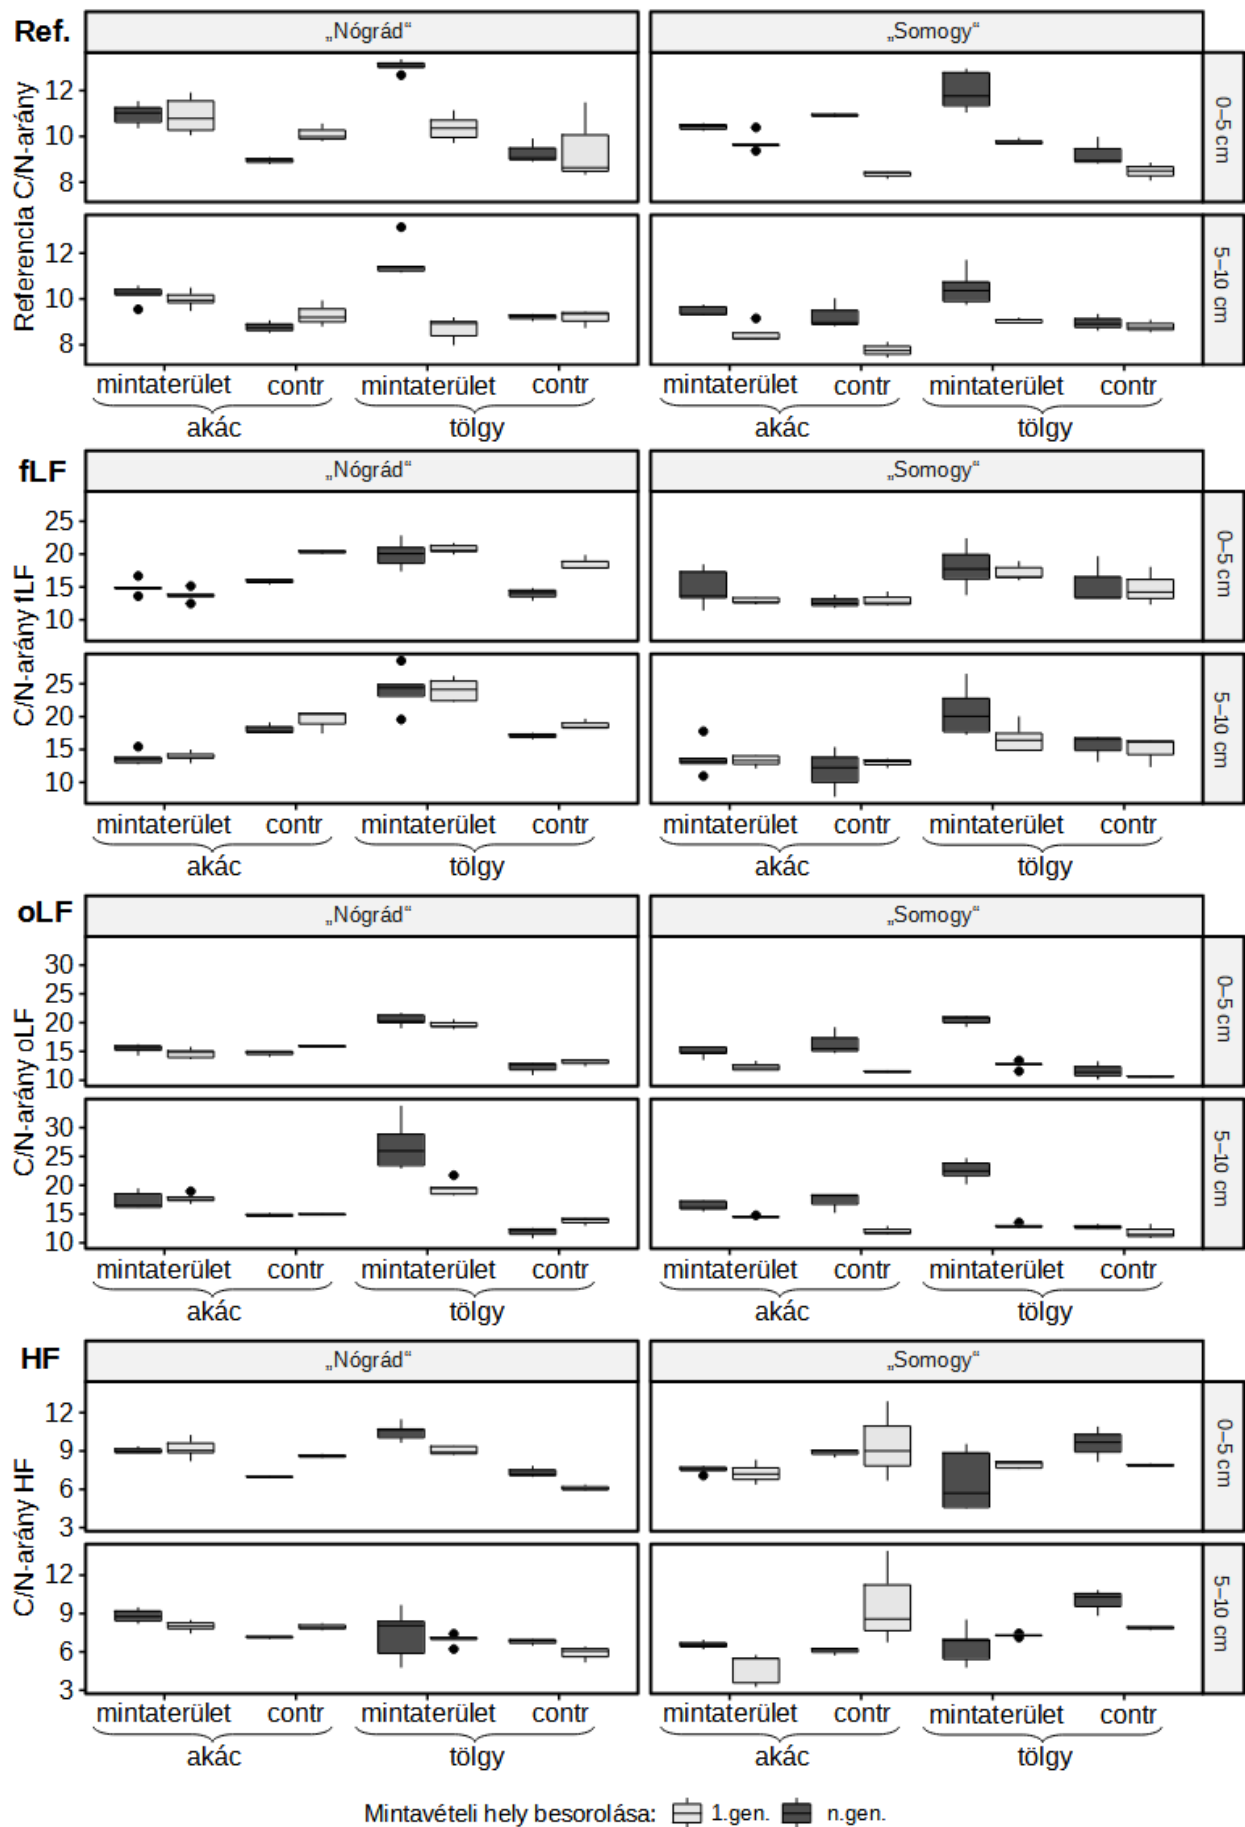 Ref.
„Nógrád“
„Somogy“
Referencia C/N-arány
12
10
8
0–5 cm
12
10
8
5–10 cm
mintaterület contr mintaterület contr
akác tölgy
mintaterület contr mintaterület contr
akác tölgy
fLF
„Nógrád“
„Somogy“
C/N-arány fLF
25
20
15
10
0–5 cm
25
20
15
10
5–10 cm
mintaterület contr mintaterület contr
akác tölgy
mintaterület contr mintaterület contr
akác tölgy
oLF
„Nógrád“
„Somogy“
C/N-arány oLF
30
25
20
15
10
0–5 cm
30
25
20
15
10
5–10 cm
mintaterület contr mintaterület contr
akác tölgy
mintaterület contr mintaterület contr
akác tölgy
HF
„Nógrád“
„Somogy“
C/N-arány HF
12
9
6
3
0–5 cm
12
9
6
3
5–10 cm
mintaterület contr mintaterület contr
akác tölgy
mintaterület contr mintaterület contr
akác tölgy
Mintavételi hely besorolása: 1.gen. n.gen.